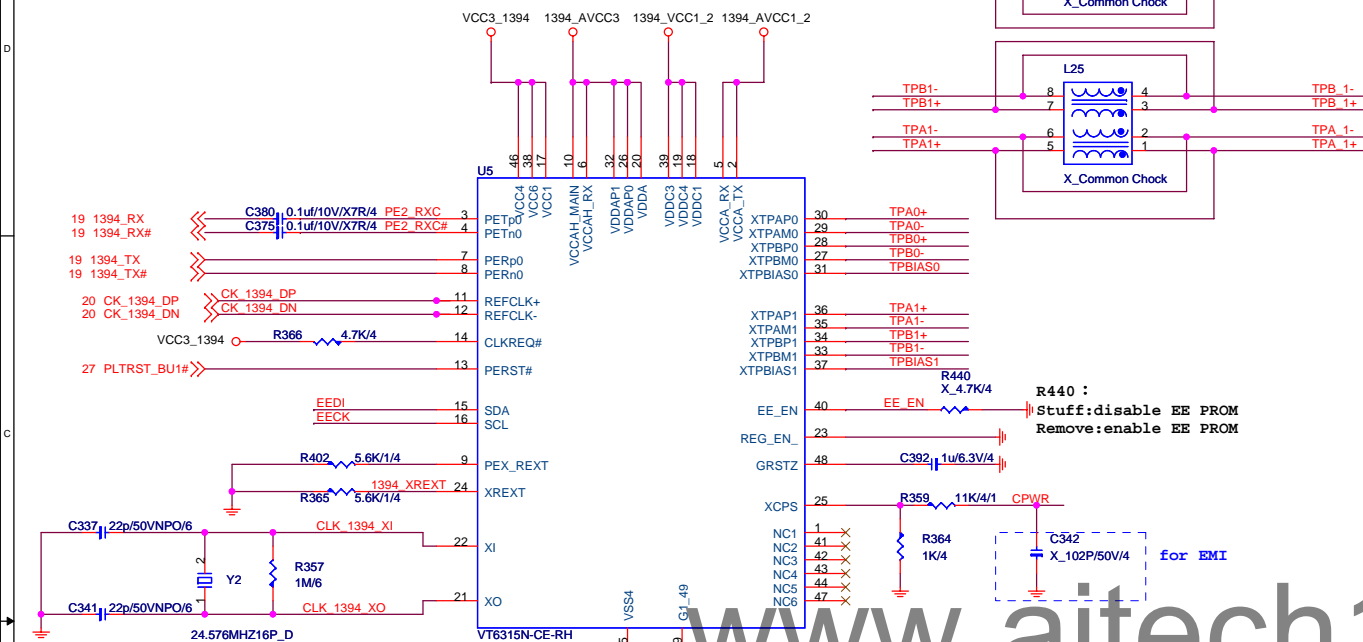 X_Common Chock
VCC3_1394 1394_AVCC3 1394_VCC1_2 1394_AVCC1_2
D
L25
TPB1- 8 4 TPB_1-
TPB1+ 7 3 TPB_1+
TPA1- 6 2 TPA_1-
TPA1+ 5 1 TPA_1+
X_Common Chock
46 38 17 10 6 32 26 20 39 19 18 5 2
U5
VCC4 VCC6 VCC1 VCCAH_MAIN VCCAH_RX VDDAP1 VDDAP0 VDDA VDDC3 VDDC4 VDDC1 VCCA_RX VCCA_TX
19 1394_RX C380 0.1uf/10V/X7R/4 PE2_RXC 3 PETp0
19 1394_RX# C375 0.1uf/10V/X7R/4 PE2_RXC# 4 PETn0
19 1394_TX 7 PERp0
19 1394_TX# 8 PERn0
20 CK_1394_DP CK_1394_DP 11 REFCLK+
20 CK_1394_DN CK_1394_DN 12 REFCLK-
VCC3_1394 R366 4.7K/4 14 CLKREQ#
27 PLTRST_BU1# 13 PERST#
EEDI 15 SDA
EECK 16 SCL
R402 5.6K/1/4 9 PEX_REXT
R365 5.6K/1/4 1394_XREXT 24 XREXT
C337 22p/50VNPO/6 CLK_1394_XI 22 XI
2 Y2 1
R357
1M/6
C341 22p/50VNPO/6 CLK_1394_XO 21 XO
24.576MHZ16P_D
XTPAP0 30 TPA0+
XTPAM0 29 TPA0-
XTPBP0 28 TPB0+
XTPBM0 27 TPB0-
XTPBIAS0 31 TPBIAS0
XTPAP1 36 TPA1+
XTPAM1 35 TPA1-
XTPBP1 34 TPB1+
XTPBM1 33 TPB1-
XTPBIAS1 37 TPBIAS1
R440
X_4.7K/4
EE_EN 40 EE_EN
R440 :
Stuff:disable EE PROM
Remove:enable EE PROM
REG_EN_ 23
GRSTZ 48 C392 1u/6.3V/4
XCPS 25 R359 11K/4/1 CPWR
R364
1K/4
C342
X_102P/50V/4
for EMI
NC1 1
NC2 41
NC3 42
NC4 43
NC5 44
NC6 47
VSS4 G1_49
VT6315N-CE-RH
C
www.aitech1